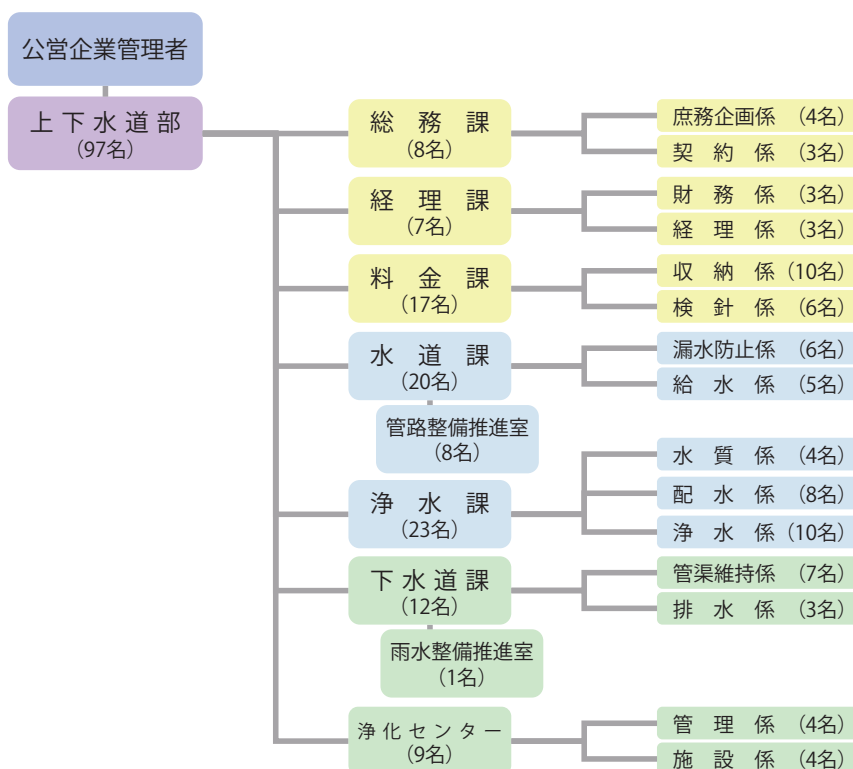 公営企業管理者
上下水道部
(97名)
総務課
(8名)
庶務企画係 (4名)
契約係 (3名)
経理課
(7名)
財務係 (3名)
経理係 (3名)
料金課
(17名)
収納係 (10名)
検針係 (6名)
水道課
(20名)
漏水防止係 (6名)
給水係 (5名)
管路整備推進室
(8名)
浄水課
(23名)
水質係 (4名)
配水係 (8名)
浄水係 (10名)
下水道課
(12名)
管渠維持係 (7名)
排水係 (3名)
雨水整備推進室
(1名)
浄化センター
(9名)
管理係 (4名)
施設係 (4名)